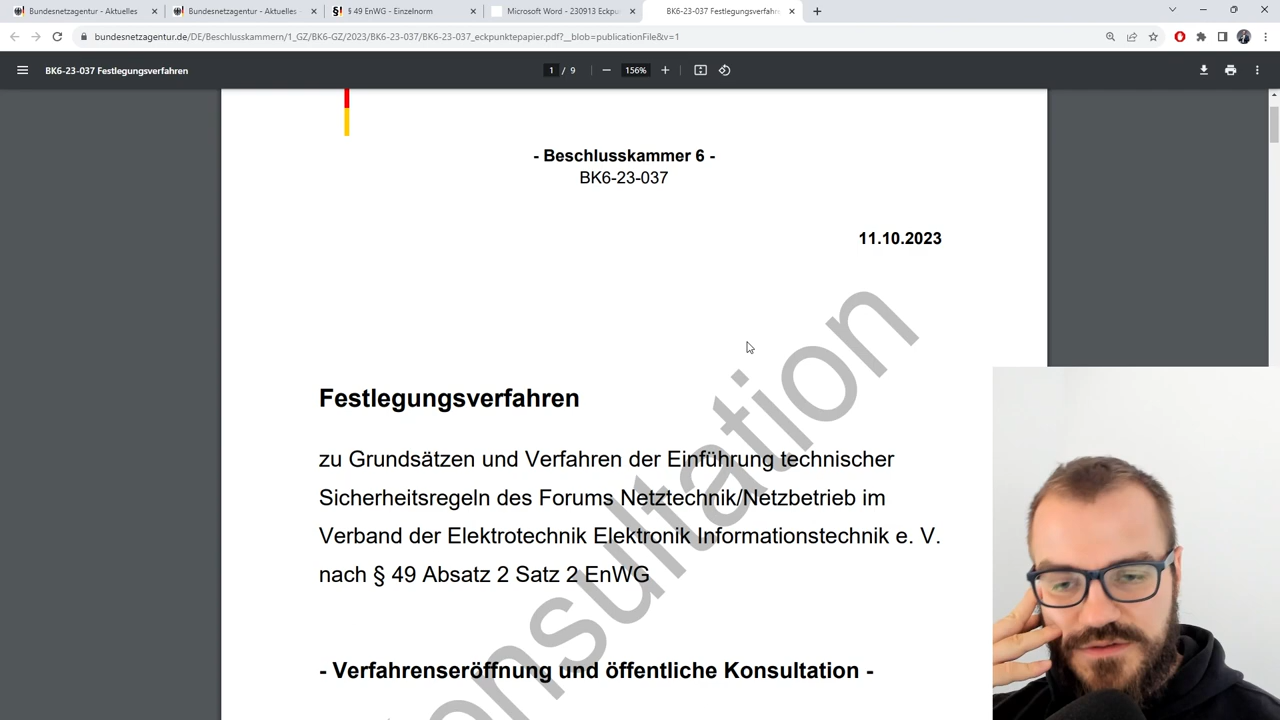 Bundesnetzagentur - Aktuelles
Bundesnetzagentur - Aktuelles -
§ 49 EnWG - Einzelnorm
Microsoft Word - 230913 Eckpu
BK6-23-037 Festlegungsverfahr
bundesnetzagentur.de/DE/Beschlusskammern/1_GZ/BK6-GZ/2023/BK6-23-037/BK6-23-037_eckpunktepapier.pdf?__blob=publicationFile&v=1
BK6-23-037 Festlegungsverfahren
1 / 9
156%
- Beschlusskammer 6 -
BK6-23-037
11.10.2023
Festlegungsverfahren
zu Grundsätzen und Verfahren der Einführung technischer
Sicherheitsregeln des Forums Netztechnik/Netzbetrieb im
Verband der Elektrotechnik Elektronik Informationstechnik e. V.
nach § 49 Absatz 2 Satz 2 EnWG
- Verfahrenseröffnung und öffentliche Konsultation -
onsultation